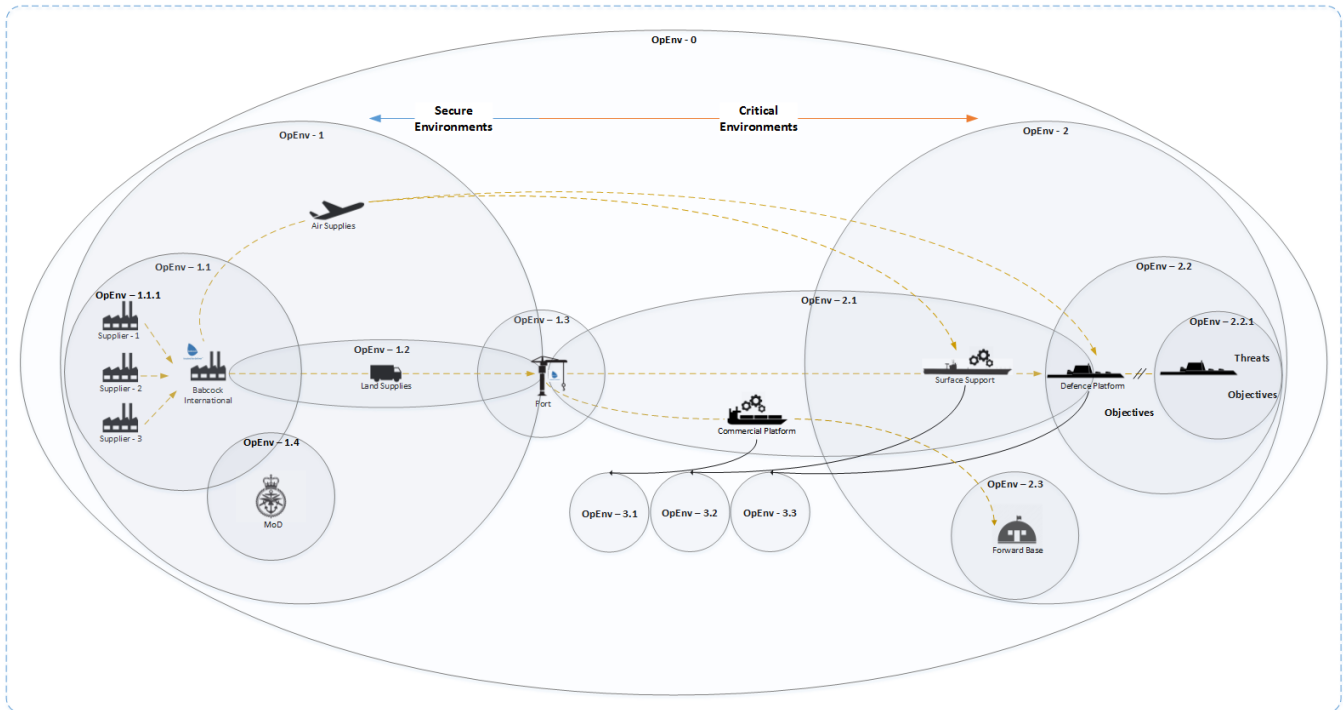 OpEnv - 0
Secure
Environments
Critical
Environments
OpEnv - 1
OpEnv - 2
Air Supplies
OpEnv – 1.1
OpEnv – 2.2
OpEnv – 1.1.1
OpEnv – 2.1
OpEnv – 1.3
OpEnv – 2.2.1
Supplier - 1
OpEnv – 1.2
Threats
Supplier - 2
Babcock
International
Land Supplies
Port
Surface Support
Defence Platform
Objectives
Objectives
Supplier - 3
Commercial Platform
OpEnv – 1.4
OpEnv – 2.3
MoD
OpEnv – 3.1
OpEnv – 3.2
OpEnv - 3.3
Forward Base